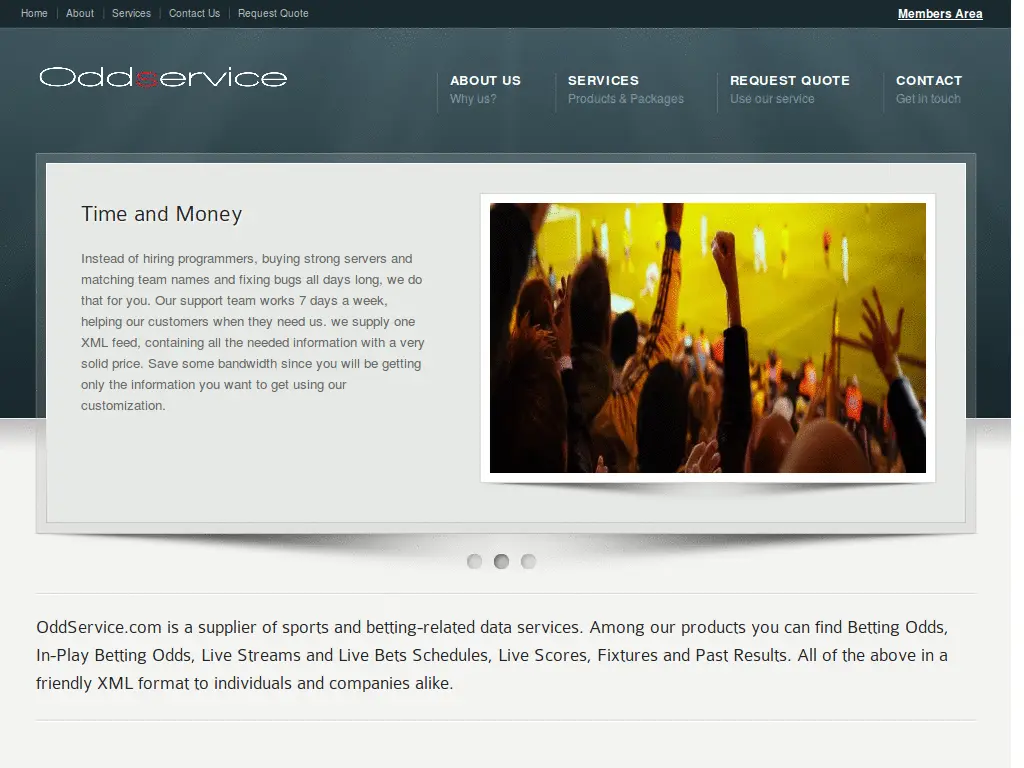 Home | About | Services | Contact Us | Request Quote
Members Area
Oddservice
ABOUT US
Why us?
SERVICES
Products & Packages
REQUEST QUOTE
Use our service
CONTACT
Get in touch
Time and Money
Instead of hiring programmers, buying strong servers and
matching team names and fixing bugs all days long, we do
that for you. Our support team works 7 days a week,
helping our customers when they need us. we supply one
XML feed, containing all the needed information with a very
solid price. Save some bandwidth since you will be getting
only the information you want to get using our
customization.
OddService.com is a supplier of sports and betting-related data services. Among our products you can find Betting Odds,
In-Play Betting Odds, Live Streams and Live Bets Schedules, Live Scores, Fixtures and Past Results. All of the above in a
friendly XML format to individuals and companies alike.